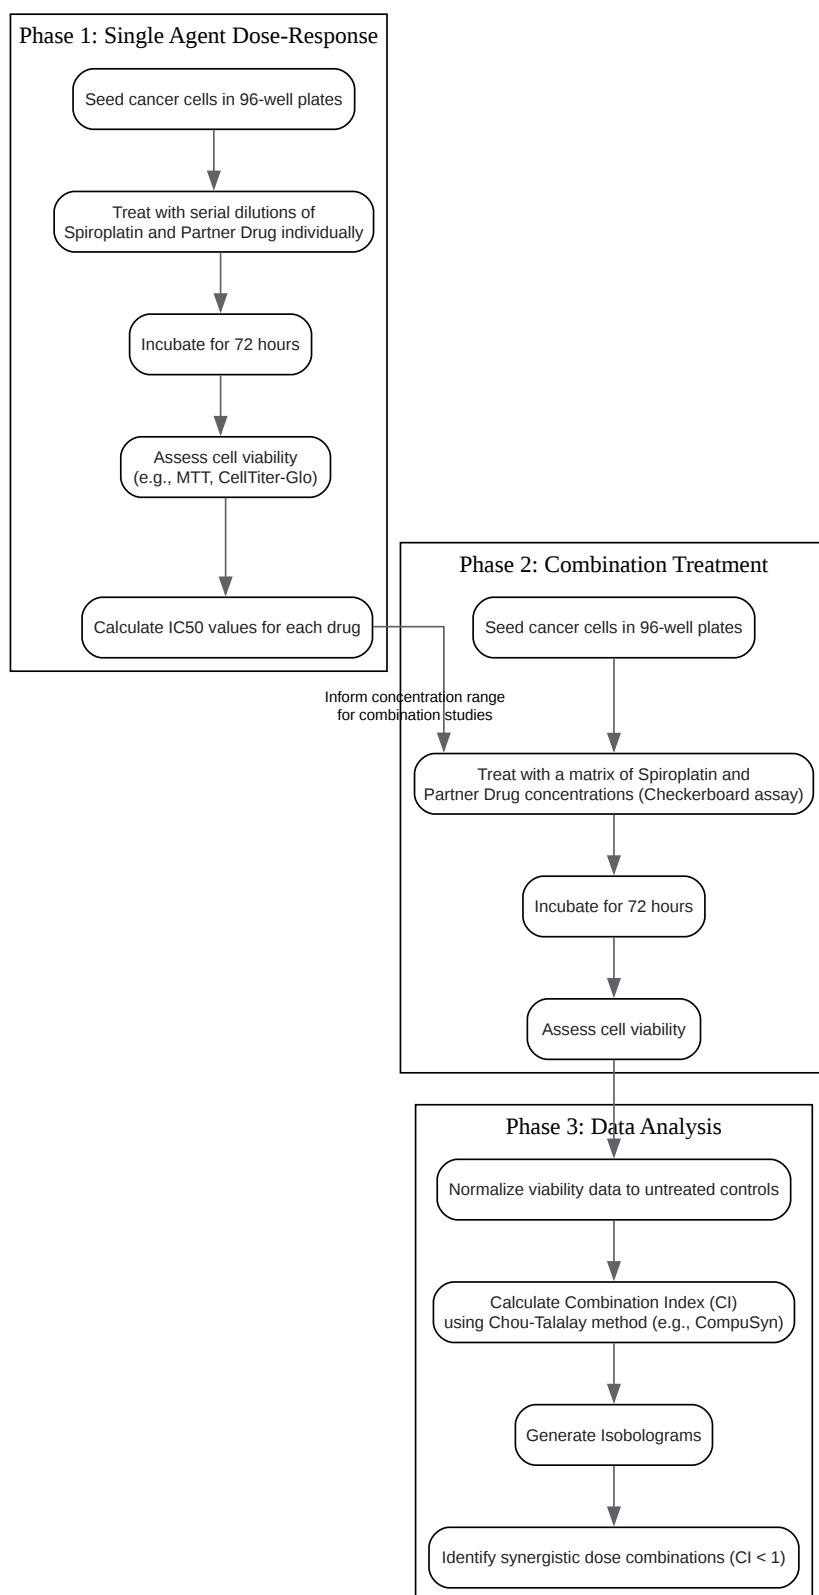 Phase 1: Single Agent Dose-Response
Seed cancer cells in 96-well plates
Treat with serial dilutions of
Spiroplatin and Partner Drug individually
Incubate for 72 hours
Assess cell viability
(e.g., MTT, CellTiter-Glo)
Calculate IC50 values for each drug
Inform concentration range
for combination studies
Phase 2: Combination Treatment
Seed cancer cells in 96-well plates
Treat with a matrix of Spiroplatin and
Partner Drug concentrations (Checkerboard assay)
Incubate for 72 hours
Assess cell viability
Phase 3: Data Analysis
Normalize viability data to untreated controls
Calculate Combination Index (CI)
using Chou-Talalay method (e.g., CompuSyn)
Generate Isobolograms
Identify synergistic dose combinations (CI < 1)